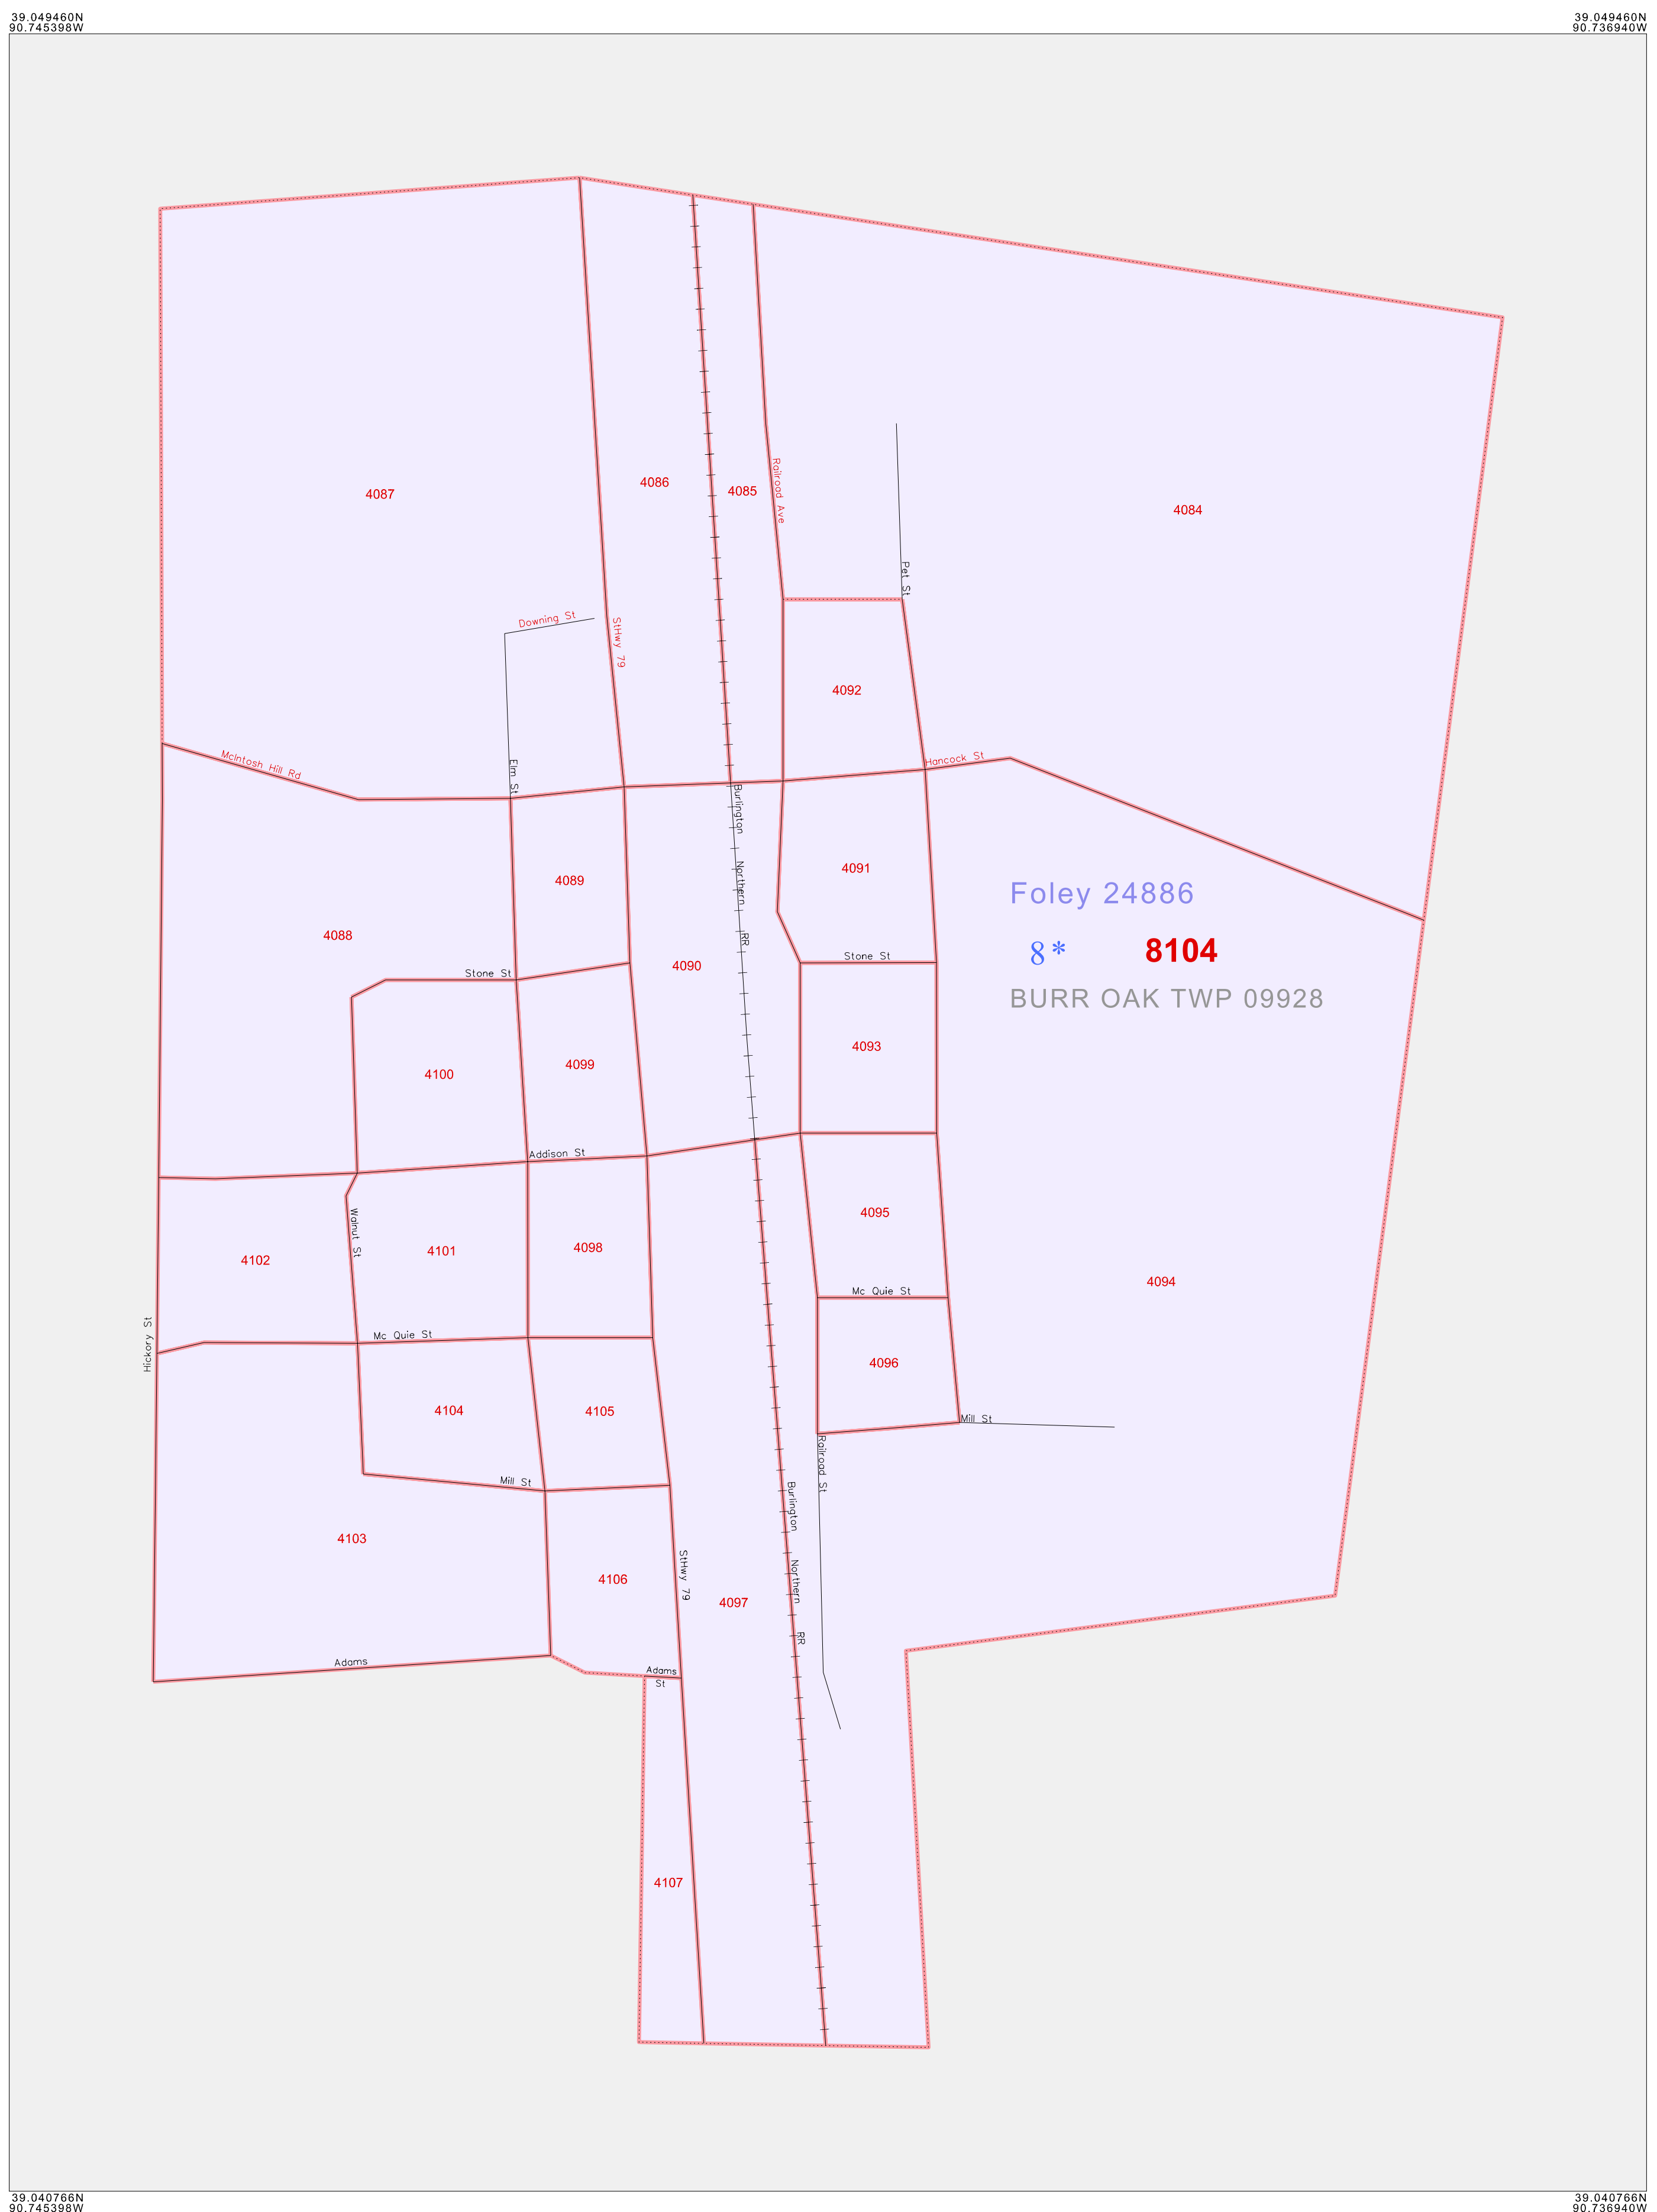 39.049460N
90.745398W
39.049460N
90.736940W
4087
4086
4085
Railroad Ave
4084
Pet St
Downing St
StHwy 79
4092
McIntosh Hill Rd
Elm St
Hancock St
Burlington Northern RR
4089
4091
Foley 24886
4088
8*
8104
Stone St
4090
Stone St
BURR OAK TWP 09928
4093
4099
4100
Addison St
4095
Walnut St
4101
4098
4102
4094
Mc Quie St
Hickory St
Mc Quie St
4096
4104
4105
Mill St
Railroad St
Mill St
Burlington Northern RR
4103
StHwy 79
4106
4097
Adams
Adams
St
4107
39.040766N
90.745398W
39.040766N
90.736940W